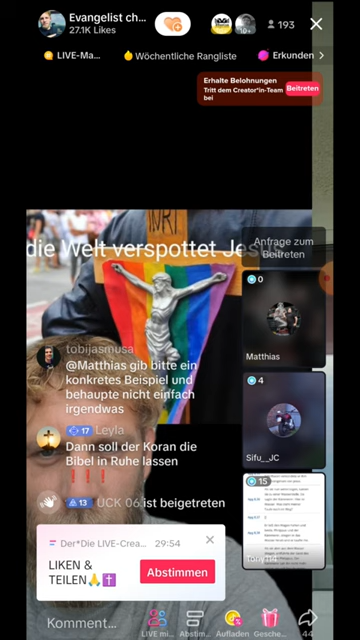 Evangelist ch...
27.1K Likes
10+
193
LIVE-Ma...
Wöchentliche Rangliste
Erkunden
Erhalte Belohnungen
Tritt dem Creator*in-Team
bei
Beitreten
die Welt verspottet Je
Anfrage zum
Beitreten
0
Matthias
tobijasmusa
@Matthias gib bitte ein
konkretes Beispiel und
behaupte nicht einfach
irgendwas
4
Sifu__JC
17 Leyla
Dann soll der Koran die
Bibel in Ruhe lassen
❗❗❗
15
13 UCK 06 ist beigetreten
Der*Die LIVE-Crea...
29:54
LIKEN &
TEILEN🙏✝️
Abstimmen
Komment...
LIVE mi...
Abstim...
Aufladen
Gesche...
44